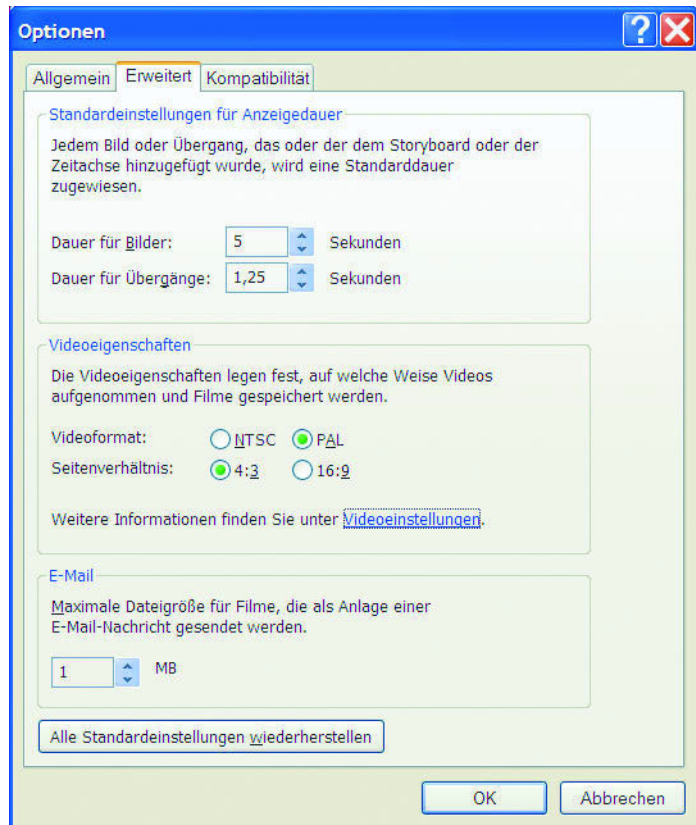 Optionen
Allgemein Erweitert Kompatibilität
Standardeinstellungen für Anzeigedauer
Jedem Bild oder Übergang, das oder der dem Storyboard oder der
Zeitachse hinzugefügt wurde, wird eine Standarddauer
zugewiesen.
Dauer für Bilder: 5 Sekunden
Dauer für Übergänge: 1,25 Sekunden
Videoeigenschaften
Die Videoeigenschaften legen fest, auf welche Weise Videos
aufgenommen und Filme gespeichert werden.
Videoformat: NTSC PAL
Seitenverhältnis: 4:3 16:9
Weitere Informationen finden Sie unter Videoeinstellungen.
E-Mail
Maximale Dateigröße für Filme, die als Anlage einer
E-Mail-Nachricht gesendet werden.
1 MB
Alle Standardeinstellungen wiederherstellen
OK Abbrechen